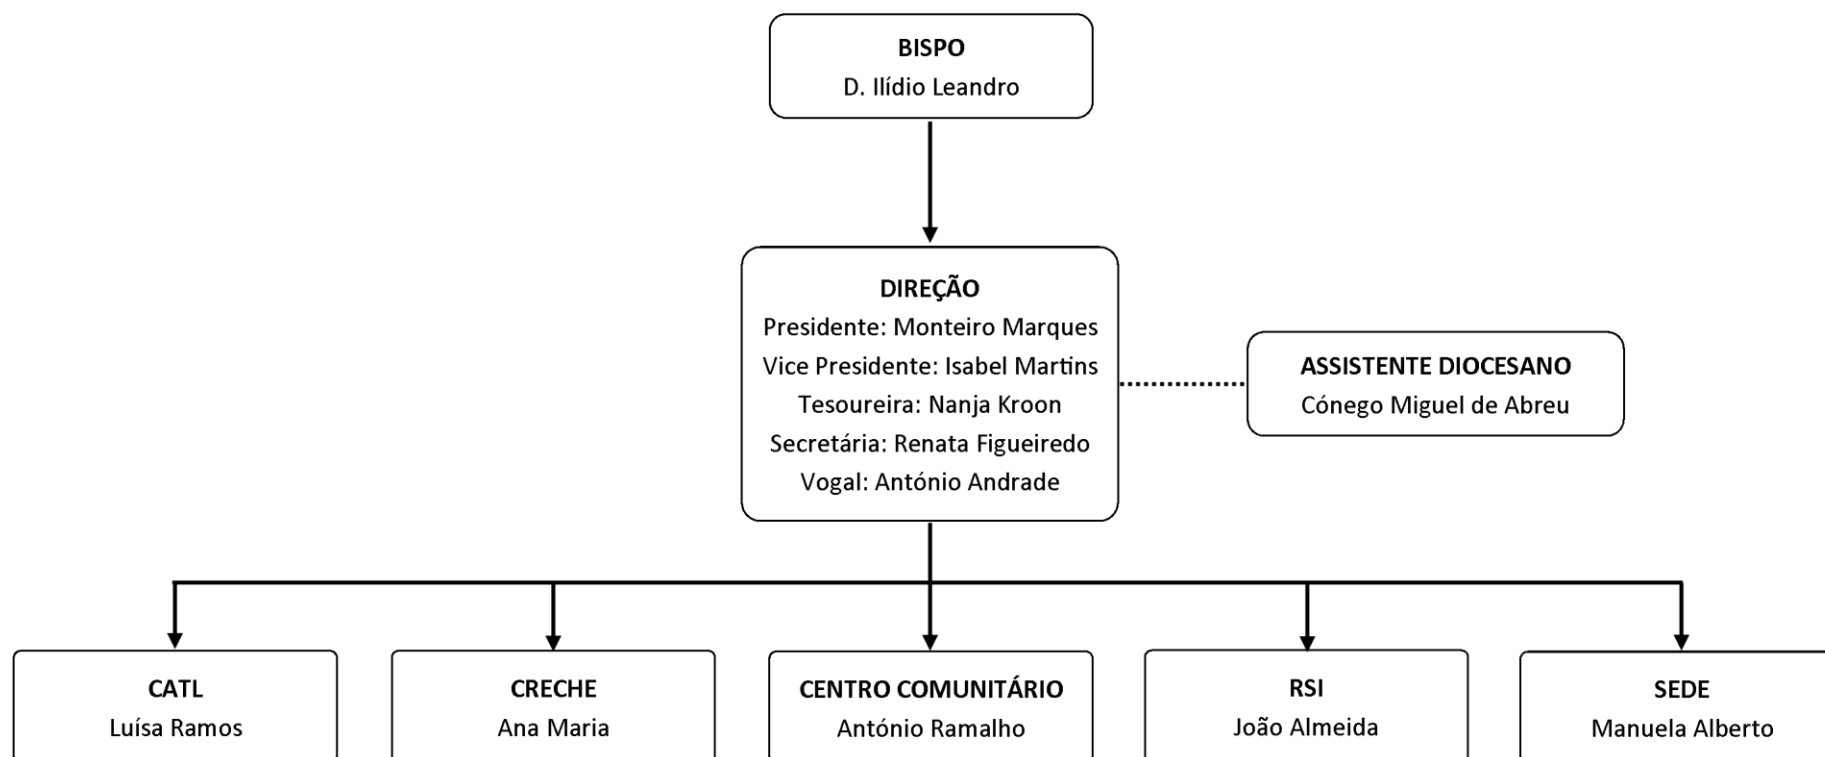 BISPO
D. Ilídio Leandro
DIREÇÃO
Presidente: Monteiro Marques
Vice Presidente: Isabel Martins
Tesoureira: Nanja Kroon
Secretária: Renata Figueiredo
Vogal: António Andrade
ASSISTENTE DIOCESANO
Cónego Miguel de Abreu
CATL
Luísa Ramos
CRECHE
Ana Maria
CENTRO COMUNITÁRIO
António Ramalho
RSI
João Almeida
SEDE
Manuela Alberto